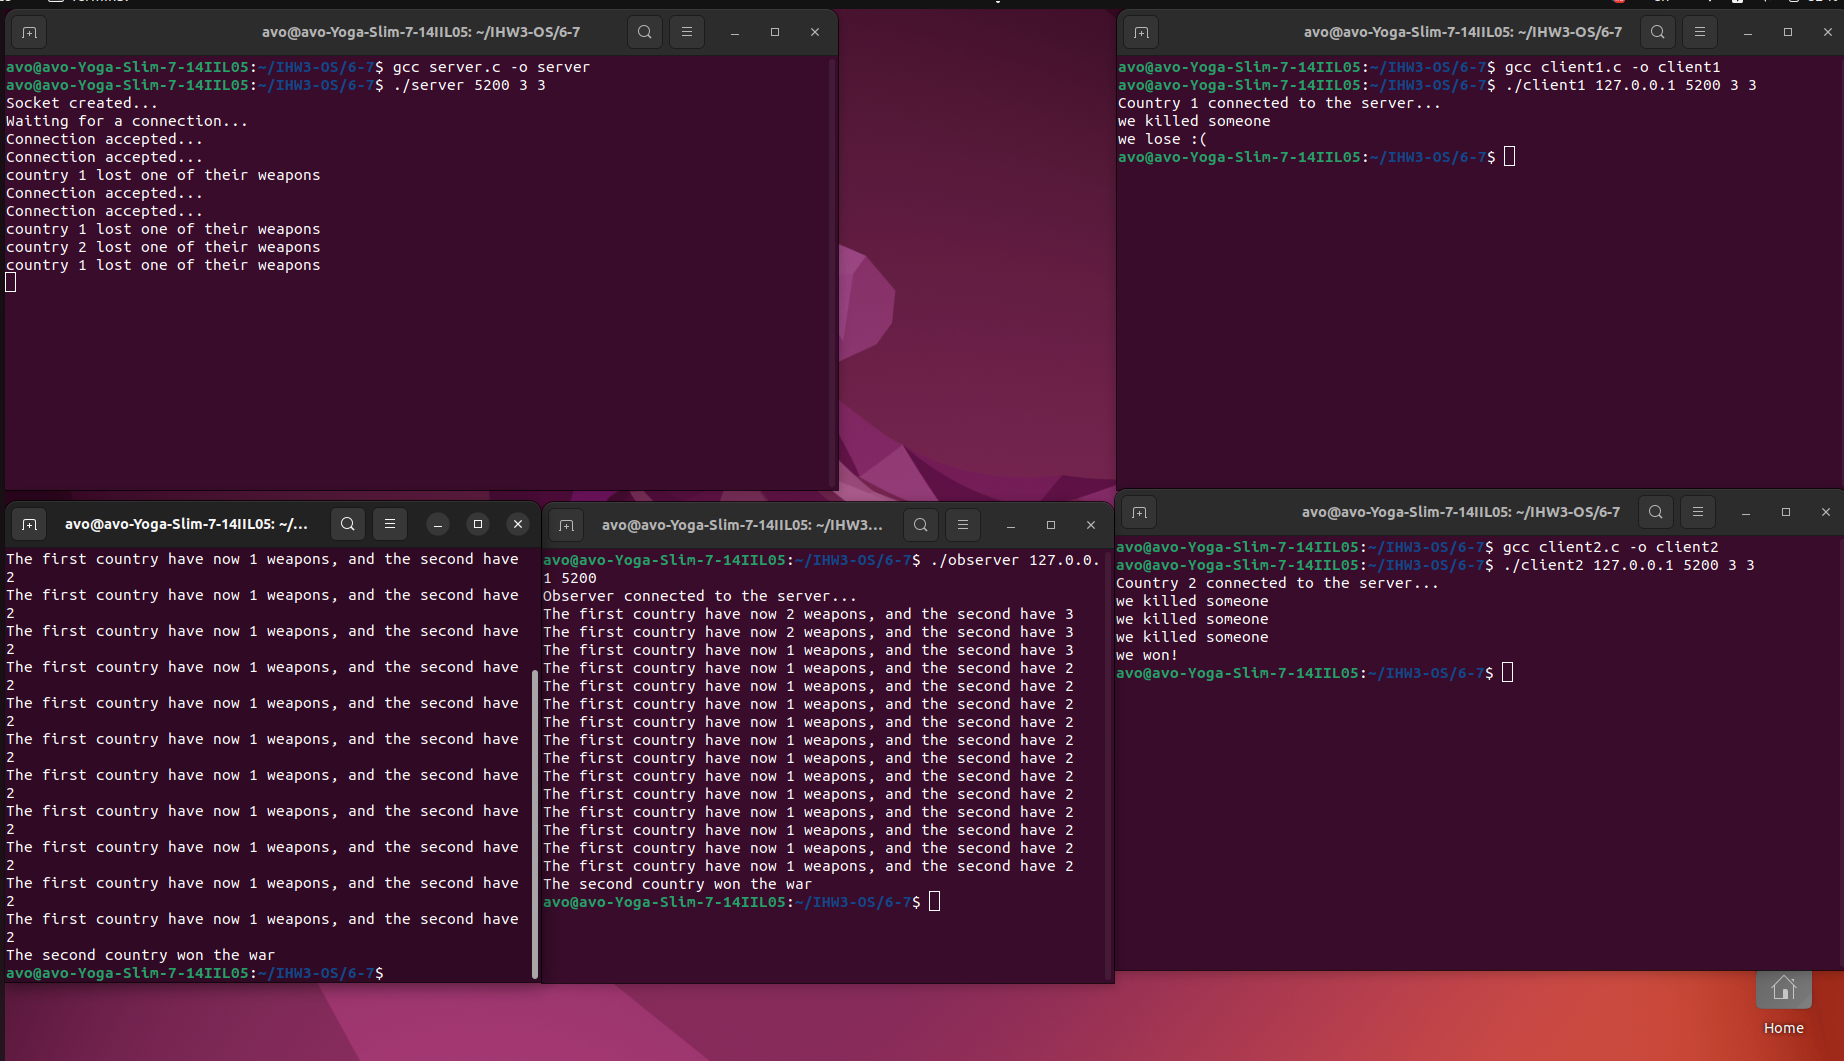 avo@avo-Yoga-Slim-7-14IIL05: ~/IHW3-OS/6-7
avo@avo-Yoga-Slim-7-14IIL05:~/IHW3-OS/6-7$ gcc server.c -o server
avo@avo-Yoga-Slim-7-14IIL05:~/IHW3-OS/6-7$ ./server 5200 3 3
Socket created...
Waiting for a connection...
Connection accepted...
Connection accepted...
country 1 lost one of their weapons
Connection accepted...
Connection accepted...
country 1 lost one of their weapons
country 2 lost one of their weapons
country 1 lost one of their weapons
avo@avo-Yoga-Slim-7-14IIL05: ~/IHW3-OS/6-7
avo@avo-Yoga-Slim-7-14IIL05:~/IHW3-OS/6-7$ gcc client1.c -o client1
avo@avo-Yoga-Slim-7-14IIL05:~/IHW3-OS/6-7$ ./client1 127.0.0.1 5200 3 3
Country 1 connected to the server...
we killed someone
we lose :(
avo@avo-Yoga-Slim-7-14IIL05:~/IHW3-OS/6-7$
avo@avo-Yoga-Slim-7-14IIL05: ~/...
The first country have now 1 weapons, and the second have
2
The first country have now 1 weapons, and the second have
2
The first country have now 1 weapons, and the second have
2
The first country have now 1 weapons, and the second have
2
The first country have now 1 weapons, and the second have
2
The first country have now 1 weapons, and the second have
2
The first country have now 1 weapons, and the second have
2
The first country have now 1 weapons, and the second have
2
The first country have now 1 weapons, and the second have
2
The first country have now 1 weapons, and the second have
2
The first country have now 1 weapons, and the second have
2
The second country won the war
avo@avo-Yoga-Slim-7-14IIL05:~/IHW3-OS/6-7$
avo@avo-Yoga-Slim-7-14IIL05: ~/IHW3...
avo@avo-Yoga-Slim-7-14IIL05:~/IHW3-OS/6-7$ ./observer 127.0.0.
1 5200
Observer connected to the server...
The first country have now 2 weapons, and the second have 3
The first country have now 2 weapons, and the second have 3
The first country have now 1 weapons, and the second have 3
The first country have now 1 weapons, and the second have 2
The first country have now 1 weapons, and the second have 2
The first country have now 1 weapons, and the second have 2
The first country have now 1 weapons, and the second have 2
The first country have now 1 weapons, and the second have 2
The first country have now 1 weapons, and the second have 2
The first country have now 1 weapons, and the second have 2
The first country have now 1 weapons, and the second have 2
The first country have now 1 weapons, and the second have 2
The first country have now 1 weapons, and the second have 2
The first country have now 1 weapons, and the second have 2
The first country have now 1 weapons, and the second have 2
The second country won the war
avo@avo-Yoga-Slim-7-14IIL05:~/IHW3-OS/6-7$
avo@avo-Yoga-Slim-7-14IIL05: ~/IHW3-OS/6-7
avo@avo-Yoga-Slim-7-14IIL05:~/IHW3-OS/6-7$ gcc client2.c -o client2
avo@avo-Yoga-Slim-7-14IIL05:~/IHW3-OS/6-7$ ./client2 127.0.0.1 5200 3 3
Country 2 connected to the server...
we killed someone
we killed someone
we killed someone
we won!
avo@avo-Yoga-Slim-7-14IIL05:~/IHW3-OS/6-7$
Home